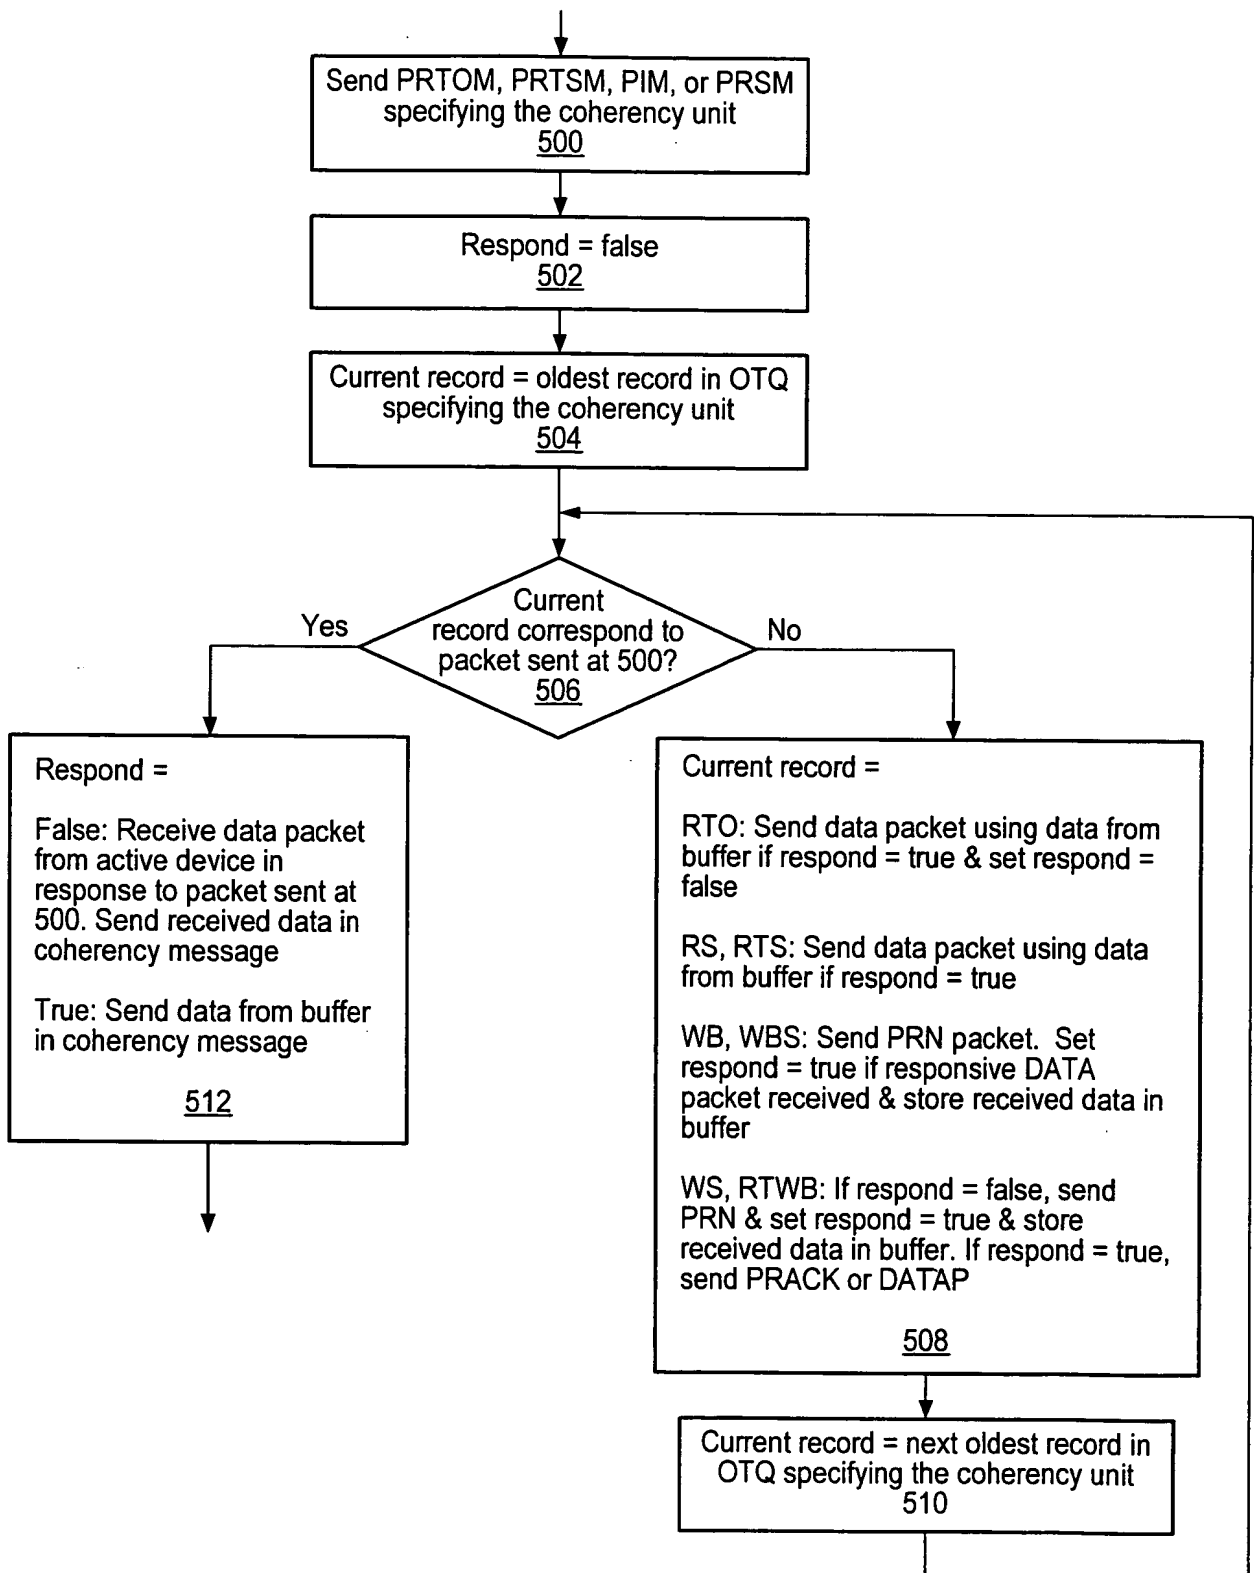 Send PRTOM, PRTSM, PIM, or PRSM
specifying the coherency unit
500
Respond = false
502
Current record = oldest record in OTQ
specifying the coherency unit
504
Current
record correspond to
packet sent at 500?
506
Yes
No
Respond =
False: Receive data packet
from active device in
response to packet sent at
500. Send received data in
coherency message
True: Send data from buffer
in coherency message
512
Current record =
RTO: Send data packet using data from
buffer if respond = true & set respond =
false
RS, RTS: Send data packet using data
from buffer if respond = true
WB, WBS: Send PRN packet. Set
respond = true if responsive DATA
packet received & store received data in
buffer
WS, RTWB: If respond = false, send
PRN & set respond = true & store
received data in buffer. If respond = true,
send PRACK or DATAP
508
Current record = next oldest record in
OTQ specifying the coherency unit
510